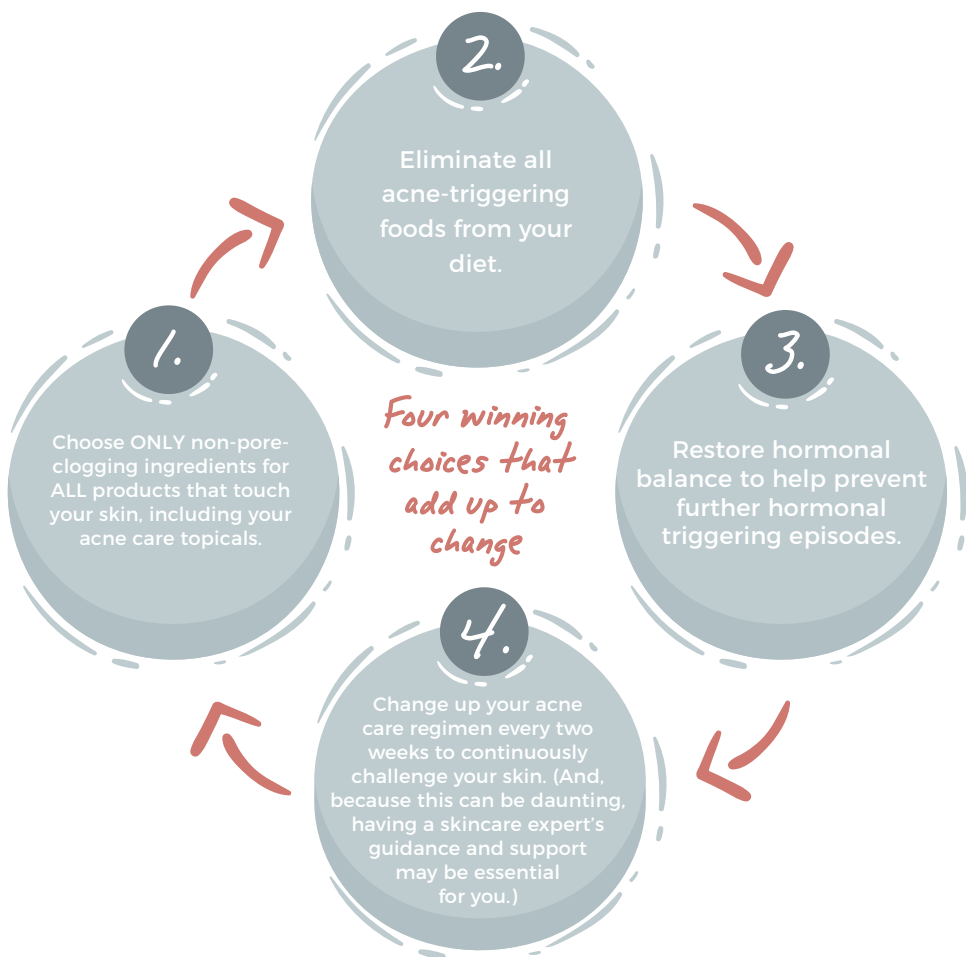 1.
Choose ONLY non-pore-
clogging ingredients for
ALL products that touch
your skin, including your
acne care topicals.
2.
Eliminate all
acne-triggering
foods from your
diet.
3.
Restore hormonal
balance to help prevent
further hormonal
triggering episodes.
4.
Change up your acne
care regimen every two
weeks to continuously
challenge your skin. (And,
because this can be daunting,
having a skincare expert's
guidance and support
may be essential
for you.)
Four winning
choices that
add up to
change